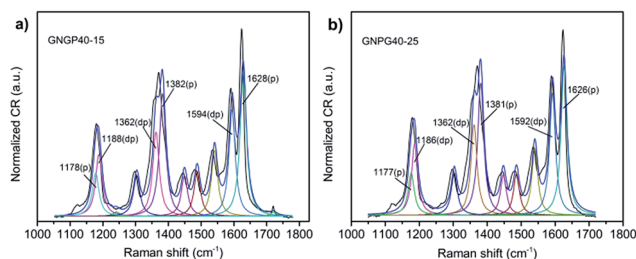 a)
GNGP40-15
1382(p)
1628(p)
1362(dp)
1594(dp)
1188(dp)
1178(p)
Normalized CR (a.u.)
1000 1100 1200 1300 1400 1500 1600 1700 1800
Raman shift (cm-1)
b)
GNPG40-25
1381(p)
1626(p)
1362(dp)
1592(dp)
1186(dp)
1177(p)
Normalized CR (a.u.)
1000 1100 1200 1300 1400 1500 1600 1700 1800
Raman shift (cm-1)